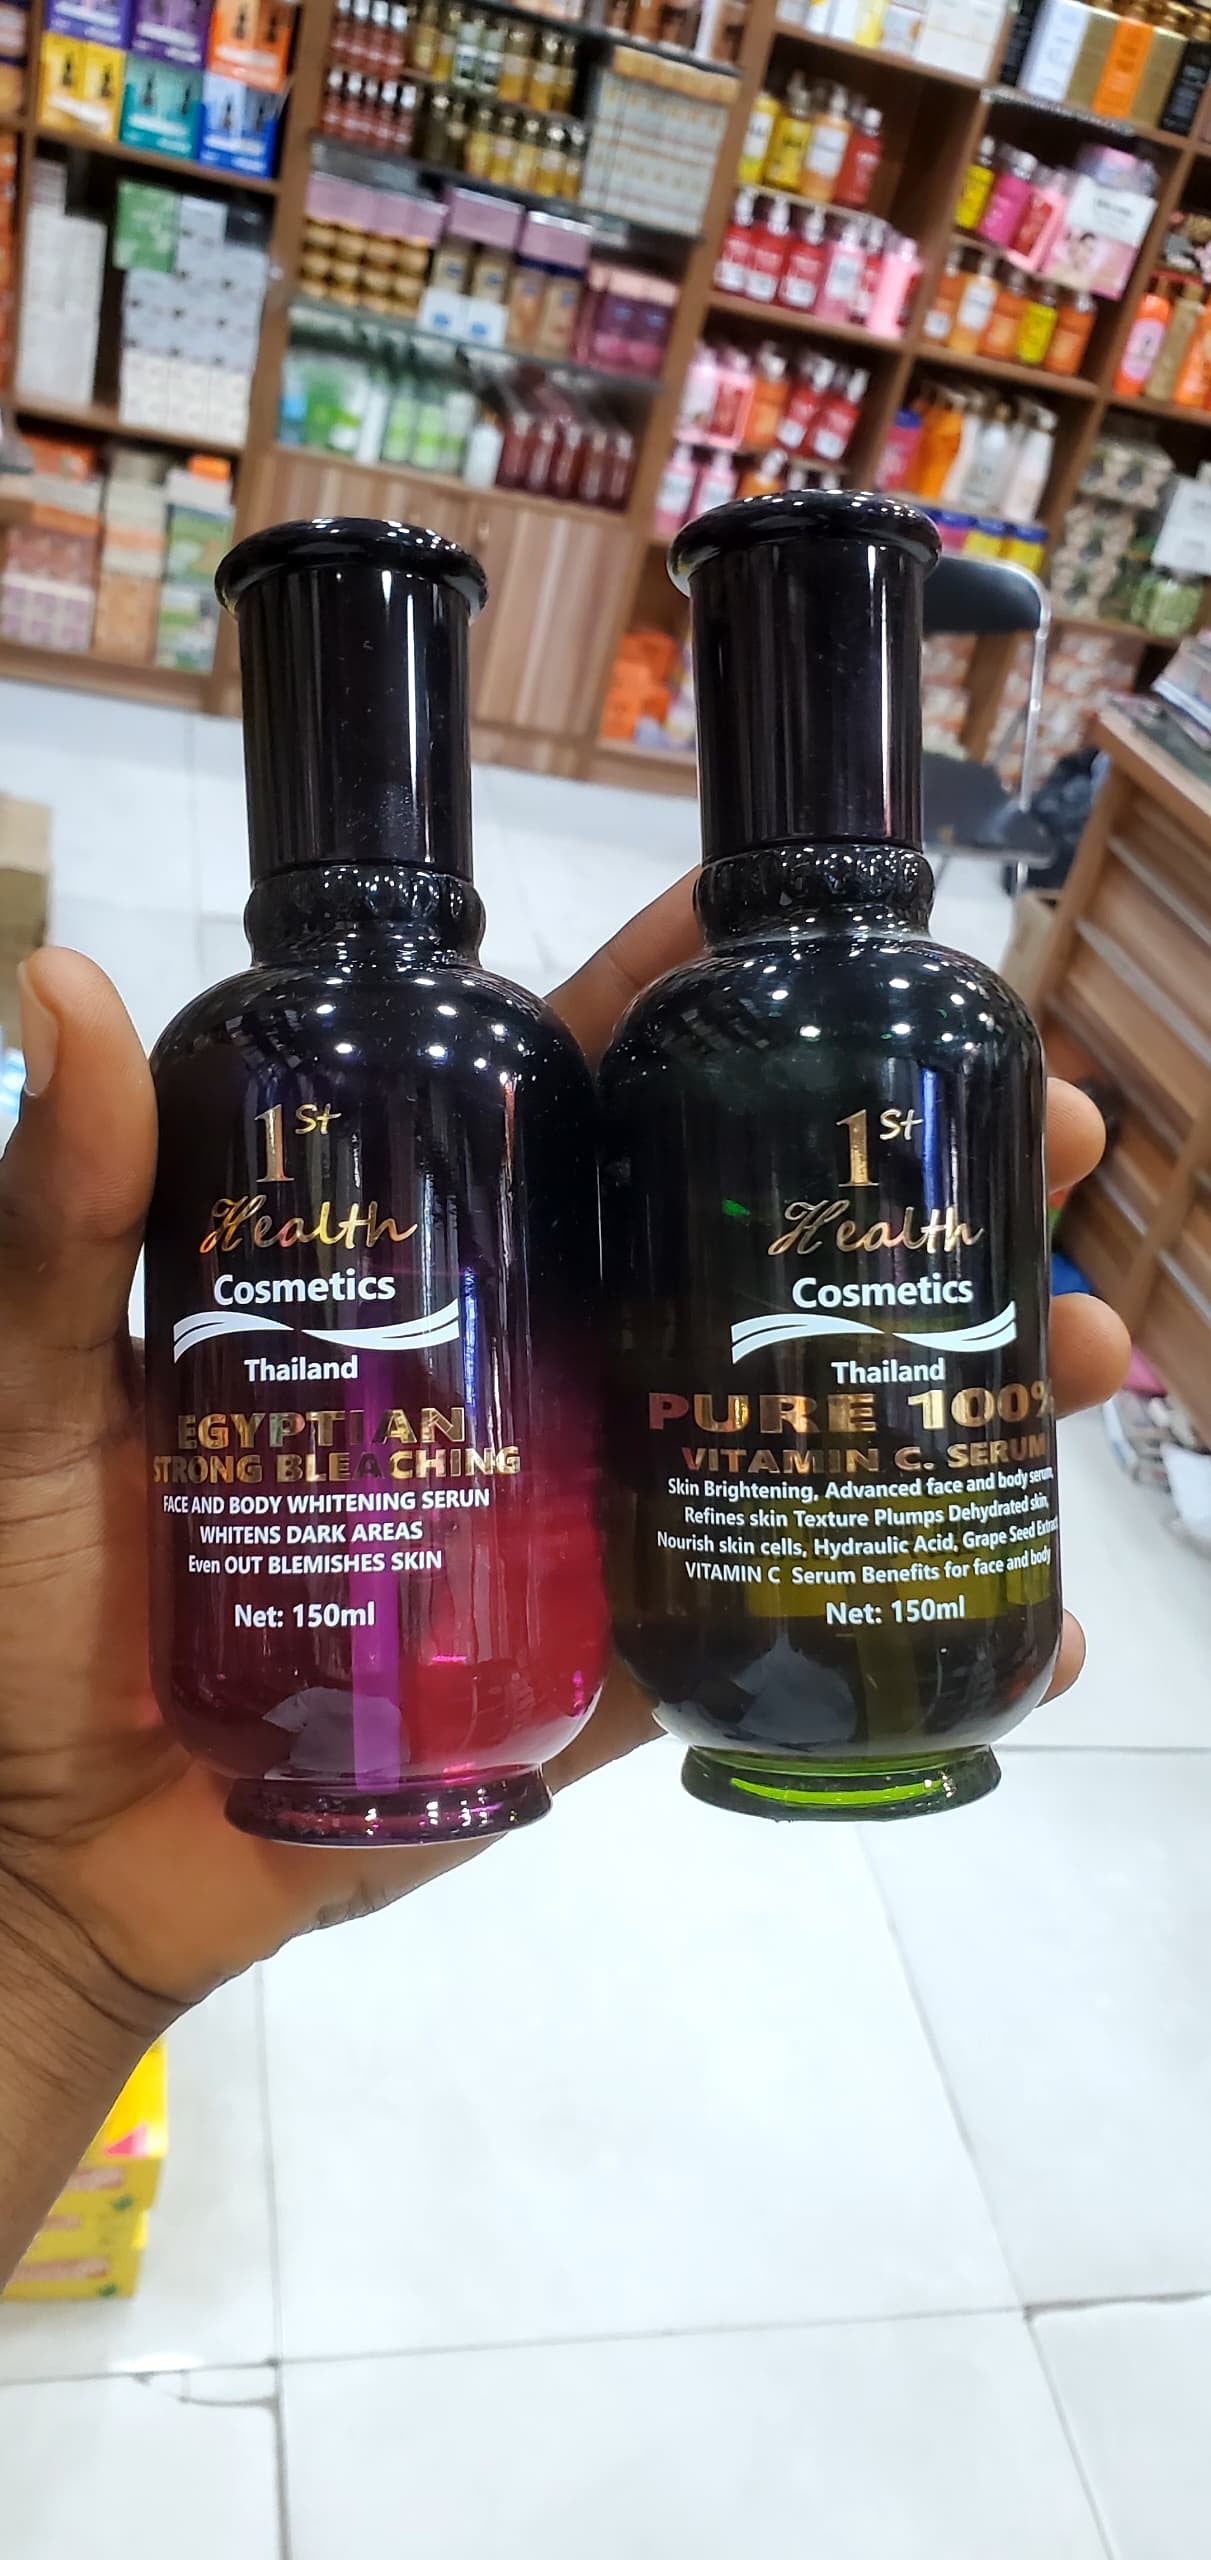 1St
Health
Cosmetics
Thailand
EGYPTIAN
STRONG BLEACHING
FACE AND BODY WHITENING SERUN
WHITENS DARK AREAS
Even OUT BLEMISHES SKIN
Net: 150ml
1St
Health
Cosmetics
Thailand
PURE 100%
VITAMIN C. SERUM
Skin Brightening, Advanced face and body serum,
Refines skin Texture Plumps Dehydrated skin,
Nourish skin cells, Hydraulic Acid, Grape Seed Extract
VITAMIN C Serum Benefits for face and body
Net: 150ml